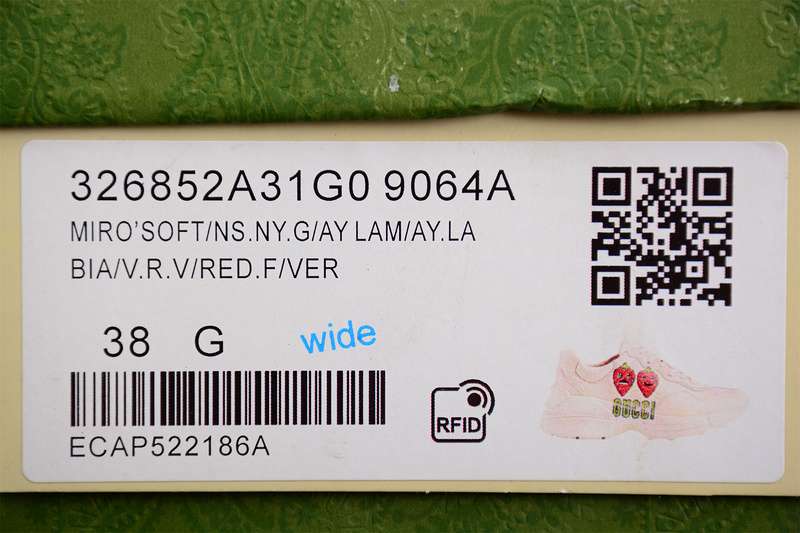 326852A31G0 9064A
MIRO'SOFT/NS.NY.G/AY LAM/AY.LA
BIA/V.R.V/RED.F/VER
38 G wide
ECAP522186A
RFID
GUCCI